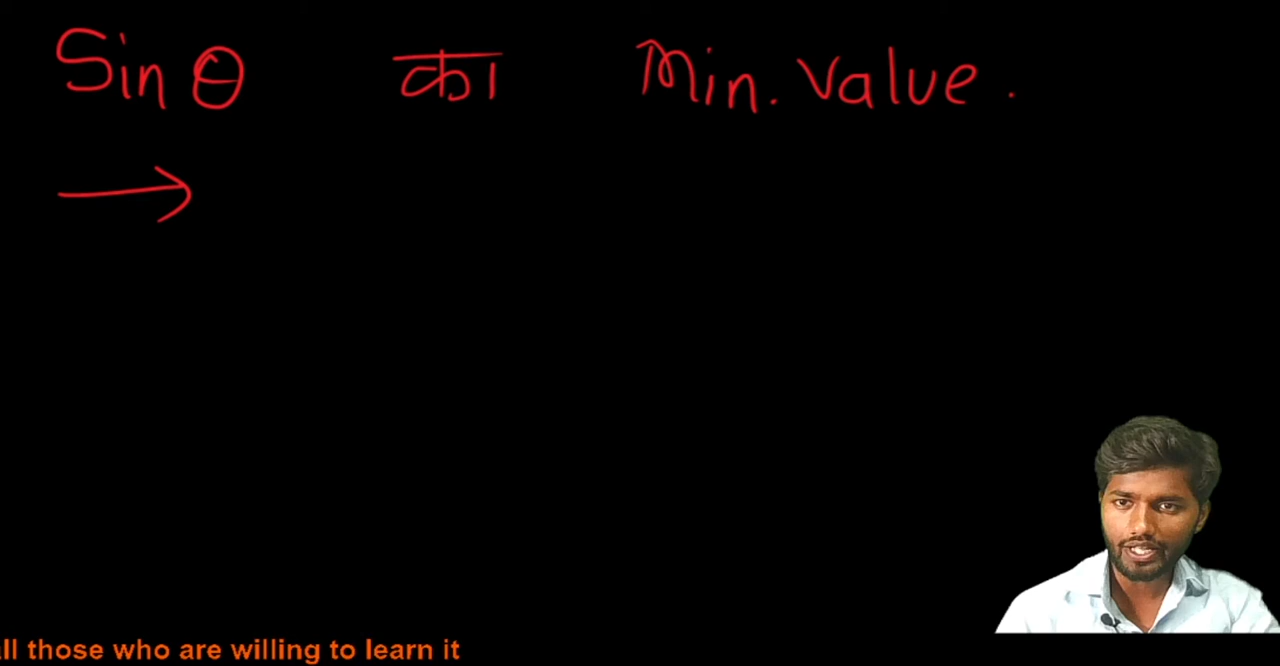 Sin θ का Min. Value.
ll those who are willing to learn it